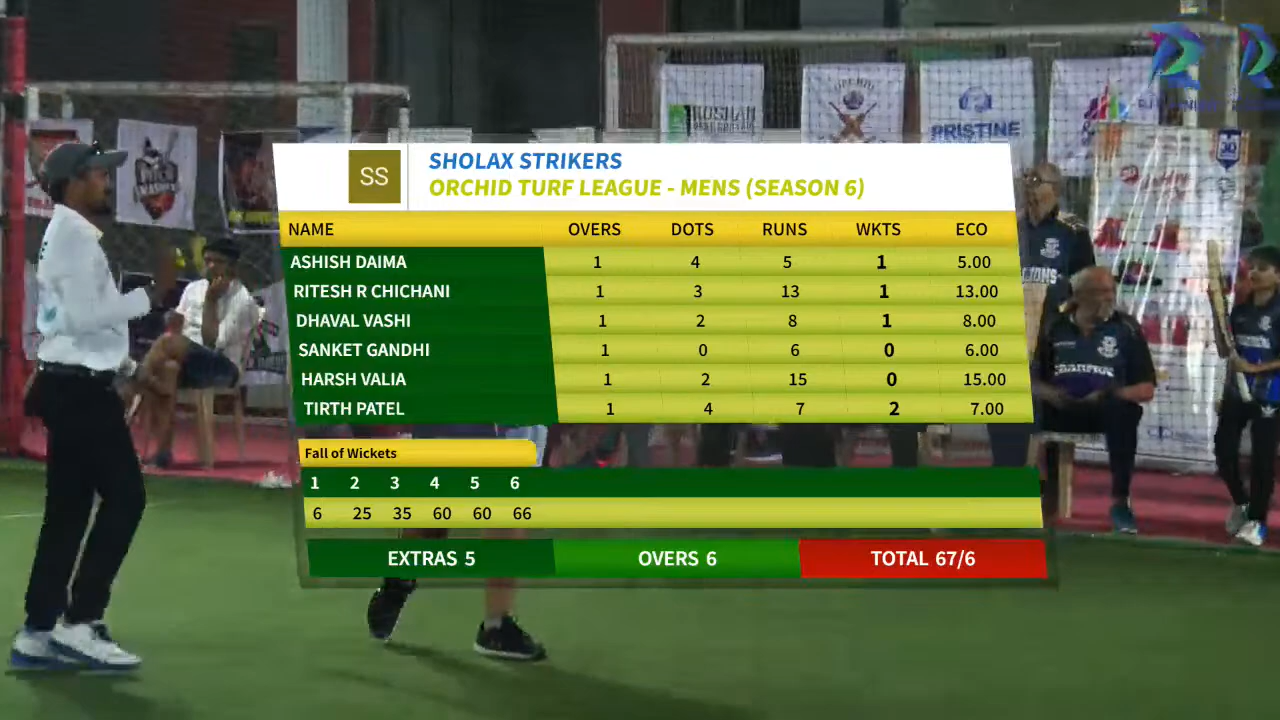 KOSHAH
PRISTINE
SS
SHOLAX STRIKERS
ORCHID TURF LEAGUE - MENS (SEASON 6)
NAME OVERS DOTS RUNS WKTS ECO
ASHISH DAIMA 1 4 5 1 5.00
RITESH R CHICHANI 1 3 13 1 13.00
DHAVAL VASHI 1 2 8 1 8.00
SANKET GANDHI 1 0 6 0 6.00
HARSH VALIA 1 2 15 0 15.00
TIRTH PATEL 1 4 7 2 7.00
Fall of Wickets
1 2 3 4 5 6
6 25 35 60 60 66
EXTRAS 5 OVERS 6 TOTAL 67/6